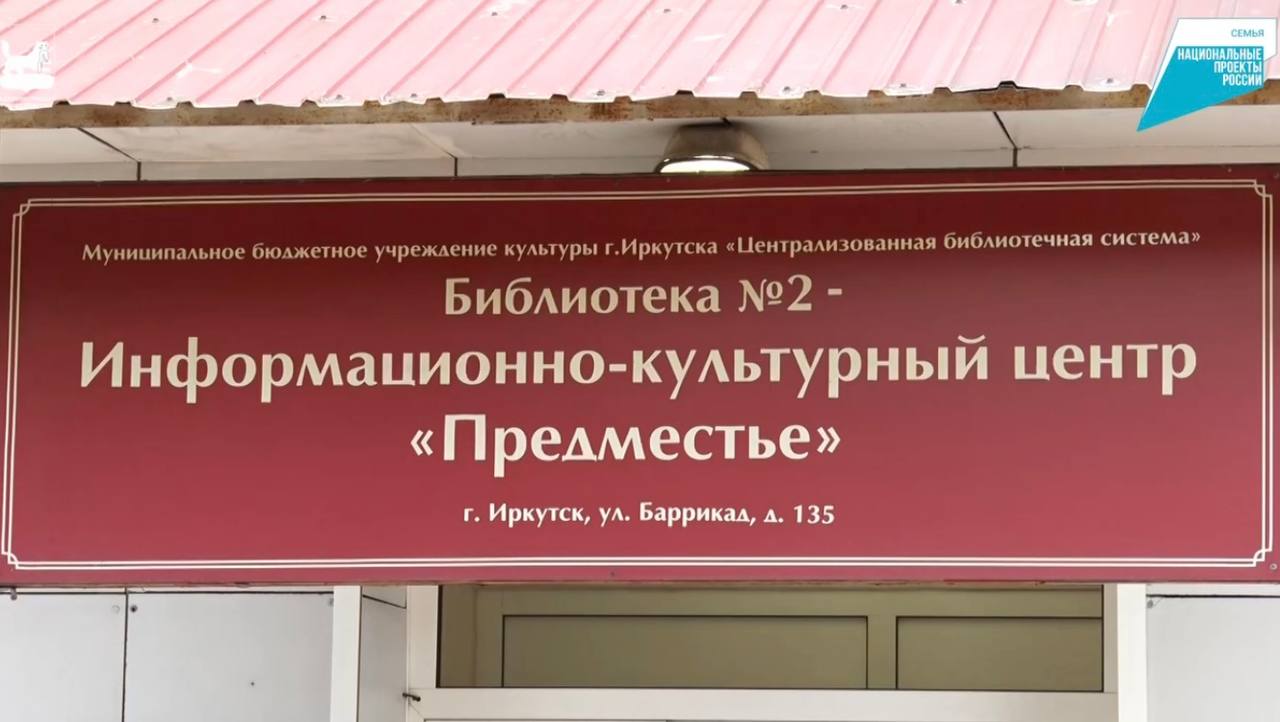 СЕМЬЯ
НАЦИОНАЛЬНЫЕ
ПРОЕКТЫ
РОССИИ
Муниципальное бюджетное учреждение культуры г.Иркутска «Централизованная библиотечная система»
Библиотека №2 -
Информационно-культурный центр
«Предместье»
г. Иркутск, ул. Баррикад, д. 135